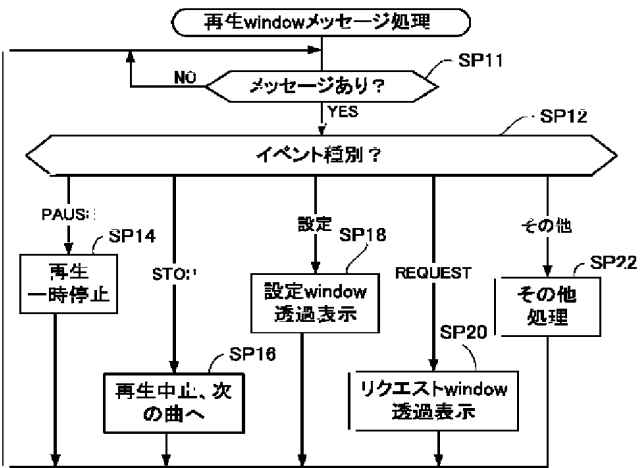 再生windowメッセージ処理
SP11
NO
メッセージあり?
YES
SP12
イベント種別?
PAUS
SP14
再生
一時停止
STO
設定
SP18
設定window
透過表示
REQUEST
その他
SP22
その他
処理
SP16
再生中止、次
の曲へ
SP20
リクエストwindow
透過表示